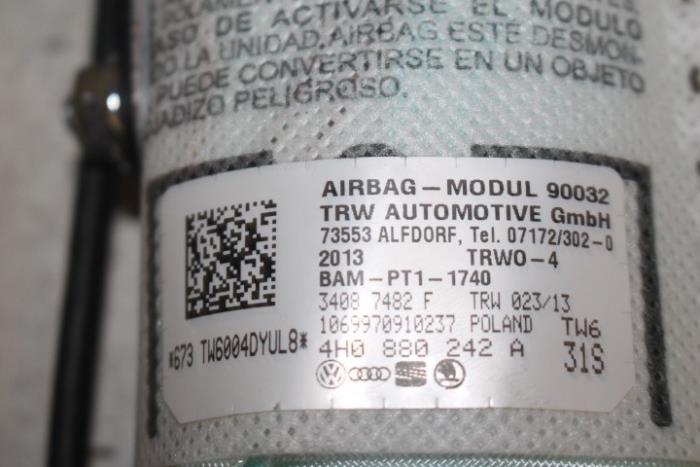 ASO DE ACTIVARSE EL MODULO
O LA UNIDAD AIRBAG ESTE DESMON-
PUEDE CONVERTIRSE EN UN OBJETO
UADIZO PELIGROSO.
AIRBAG-MODUL 90032
TRW AUTOMOTIVE GmbH
73553 ALFDORF, Tel. 07172/302-0
2013 TRWO-4
BAM-PT1-1740
3408 7482 F TRW 023/13
1069970910237 POLAND TW6
*673 TW6004DYUL8* 4H0 880 242 A 31S